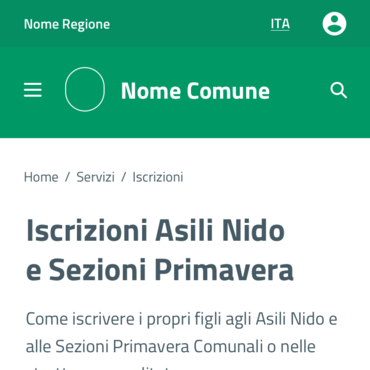 Nome Regione ITA
Nome Comune
Home / Servizi / Iscrizioni
Iscrizioni Asili Nido
e Sezioni Primavera
Come iscrivere i propri figli agli Asili Nido e
alle Sezioni Primavera Comunali o nelle